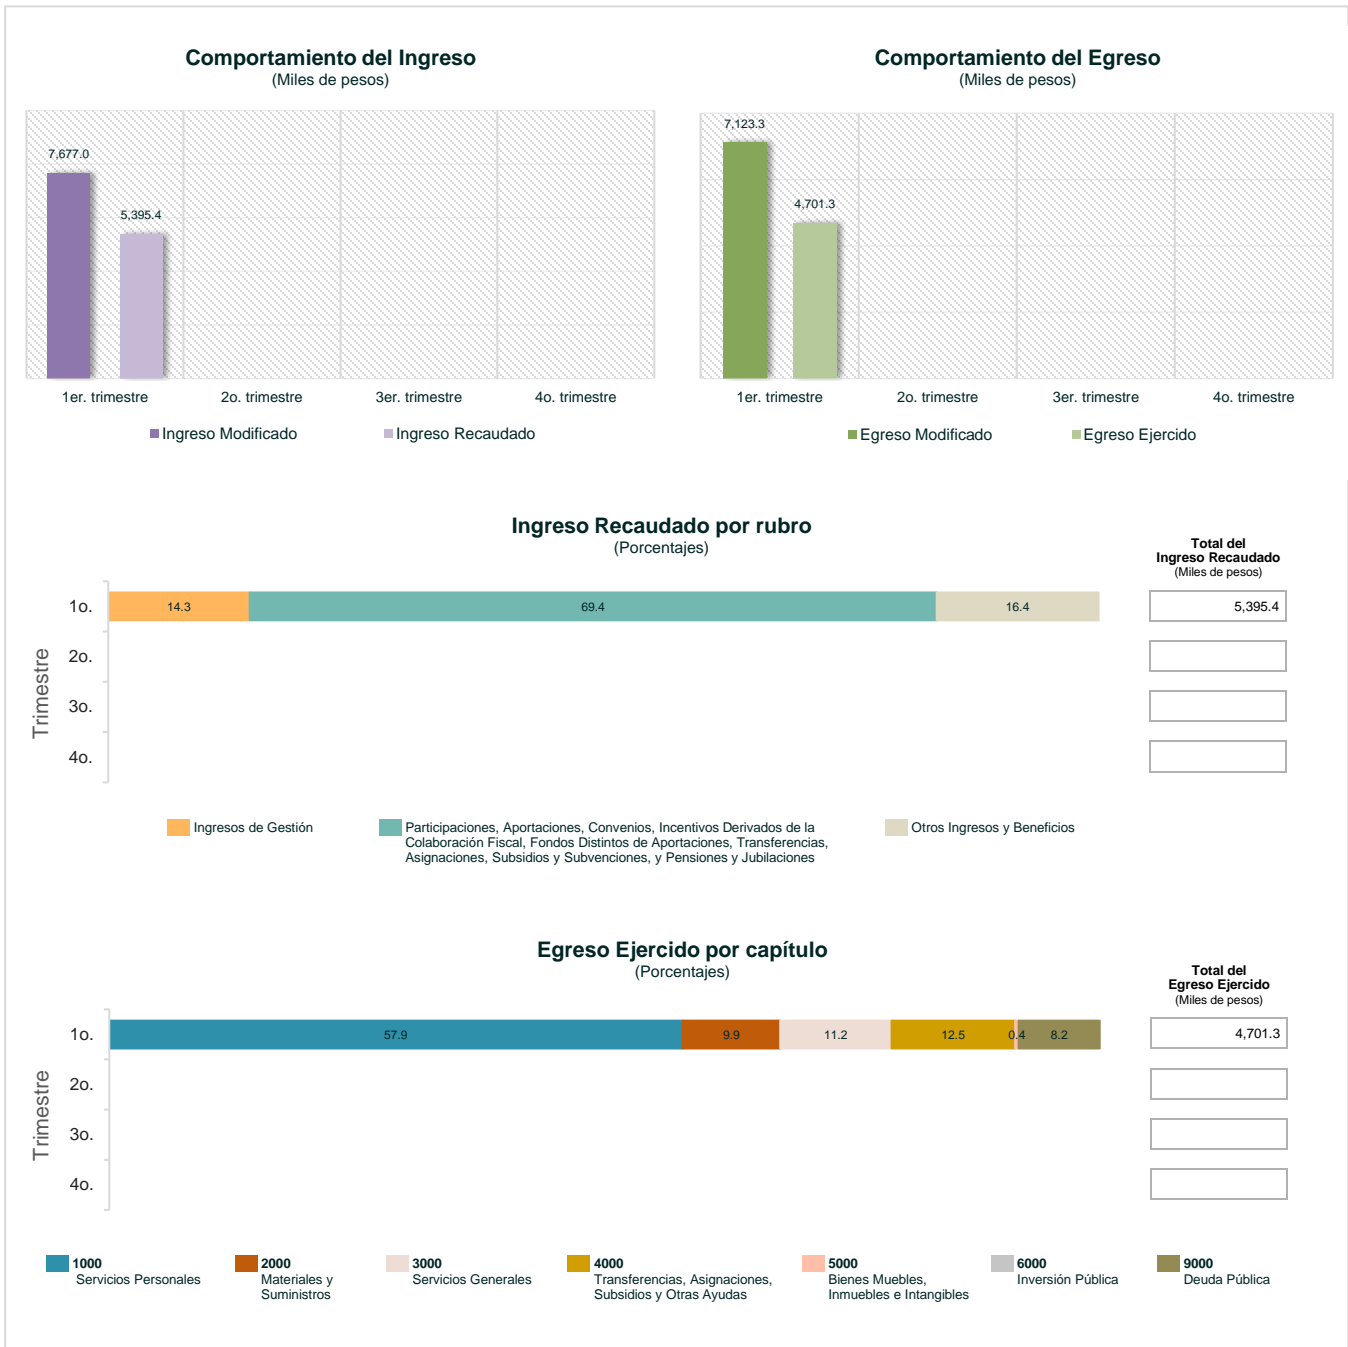 Comportamiento del Ingreso
(Miles de pesos)
7,677.0
5,395.4
1er. trimestre
2o. trimestre
3er. trimestre
4o. trimestre
Ingreso Modificado
Ingreso Recaudado
Comportamiento del Egreso
(Miles de pesos)
7,123.3
4,701.3
1er. trimestre
2o. trimestre
3er. trimestre
4o. trimestre
Egreso Modificado
Egreso Ejercido
Ingreso Recaudado por rubro
(Porcentajes)
Total del
Ingreso Recaudado
(Miles de pesos)
Trimestre
1o.
14.3
69.4
16.4
5,395.4
2o.
3o.
4o.
Ingresos de Gestión
Participaciones, Aportaciones, Convenios, Incentivos Derivados de la
Colaboración Fiscal, Fondos Distintos de Aportaciones, Transferencias,
Asignaciones, Subsidios y Subvenciones, y Pensiones y Jubilaciones
Otros Ingresos y Beneficios
Egreso Ejercido por capítulo
(Porcentajes)
Total del
Egreso Ejercido
(Miles de pesos)
Trimestre
1o.
57.9
9.9
11.2
12.5
0.4
8.2
4,701.3
2o.
3o.
4o.
1000
Servicios Personales
2000
Materiales y
Suministros
3000
Servicios Generales
4000
Transferencias, Asignaciones,
Subsidios y Otras Ayudas
5000
Bienes Muebles,
Inmuebles e Intangibles
6000
Inversión Pública
9000
Deuda Pública